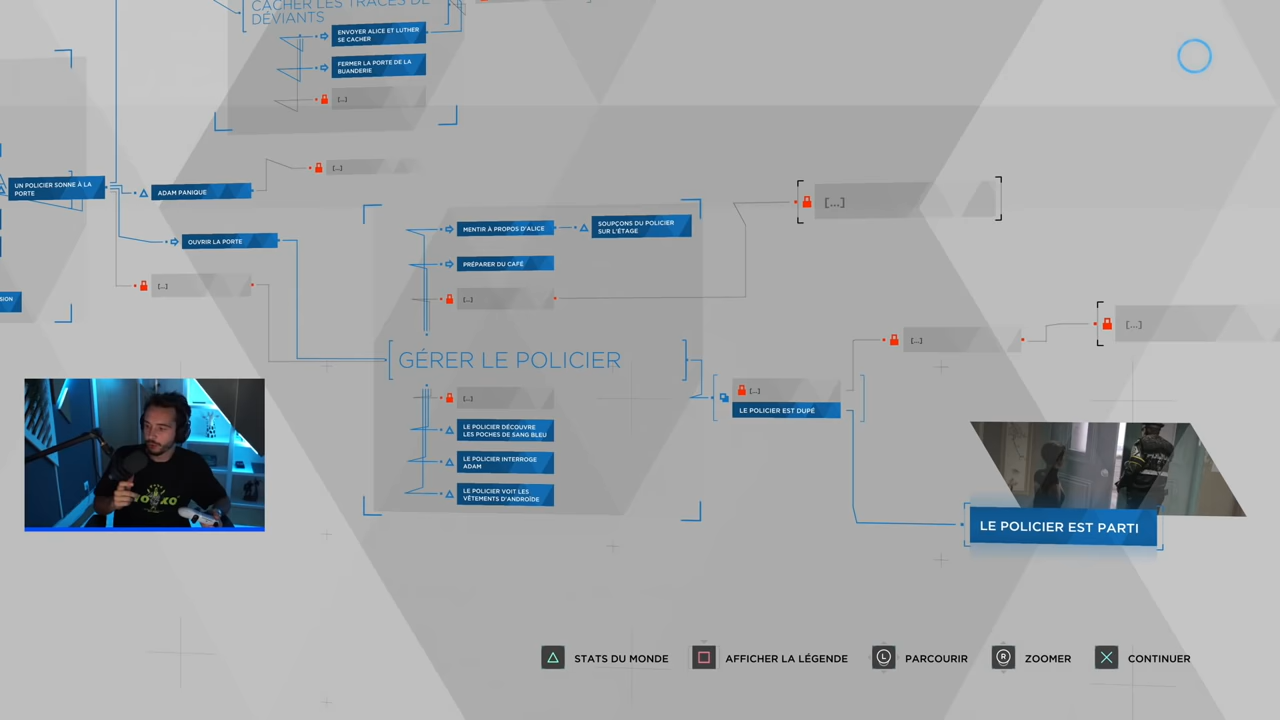 CACHER LES TRACES DE
DÉVIANTS
ENVOYER ALICE ET LUTHER
SE CACHER
FERMER LA PORTE DE LA
BUANDERIE
[...]
[...]
UN POLICIER SONNE À LA
PORTE
ADAM PANIQUE
OUVRIR LA PORTE
[...]
SION
MENTIR À PROPOS D'ALICE
SOUPÇONS DU POLICIER
SUR L'ÉTAGE
PRÉPARER DU CAFÉ
[...]
[...]
GÉRER LE POLICIER
[...]
LE POLICIER DÉCOUVRE
LES POCHES DE SANG BLEU
LE POLICIER INTERROGE
ADAM
LE POLICIER VOIT LES
VÊTEMENTS D'ANDROÏDE
[...]
LE POLICIER EST DUPÉ
[...]
[...]
LE POLICIER EST PARTI
STATS DU MONDE
AFFICHER LA LÉGENDE
L
PARCOURIR
R
ZOOMER
CONTINUER